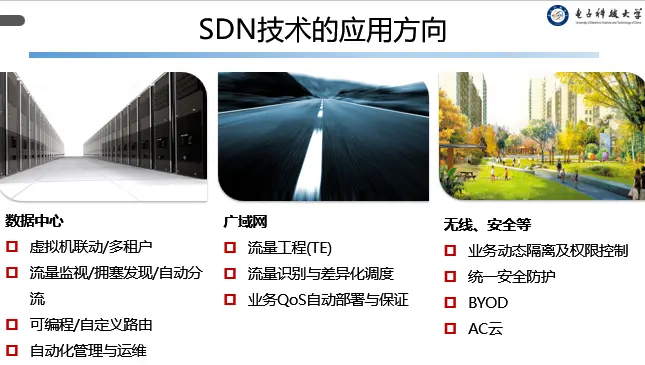 SDN技术的应用方向
电子科技大学
University of Electronic Science and Technology of China
数据中心
虚拟机联动/多租户
流量监视/拥塞发现/自动分
流
可编程/自定义路由
自动化管理与运维
广域网
流量工程(TE)
流量识别与差异化调度
业务QoS自动部署与保证
无线、安全等
业务动态隔离及权限控制
统一安全防护
BYOD
AC云